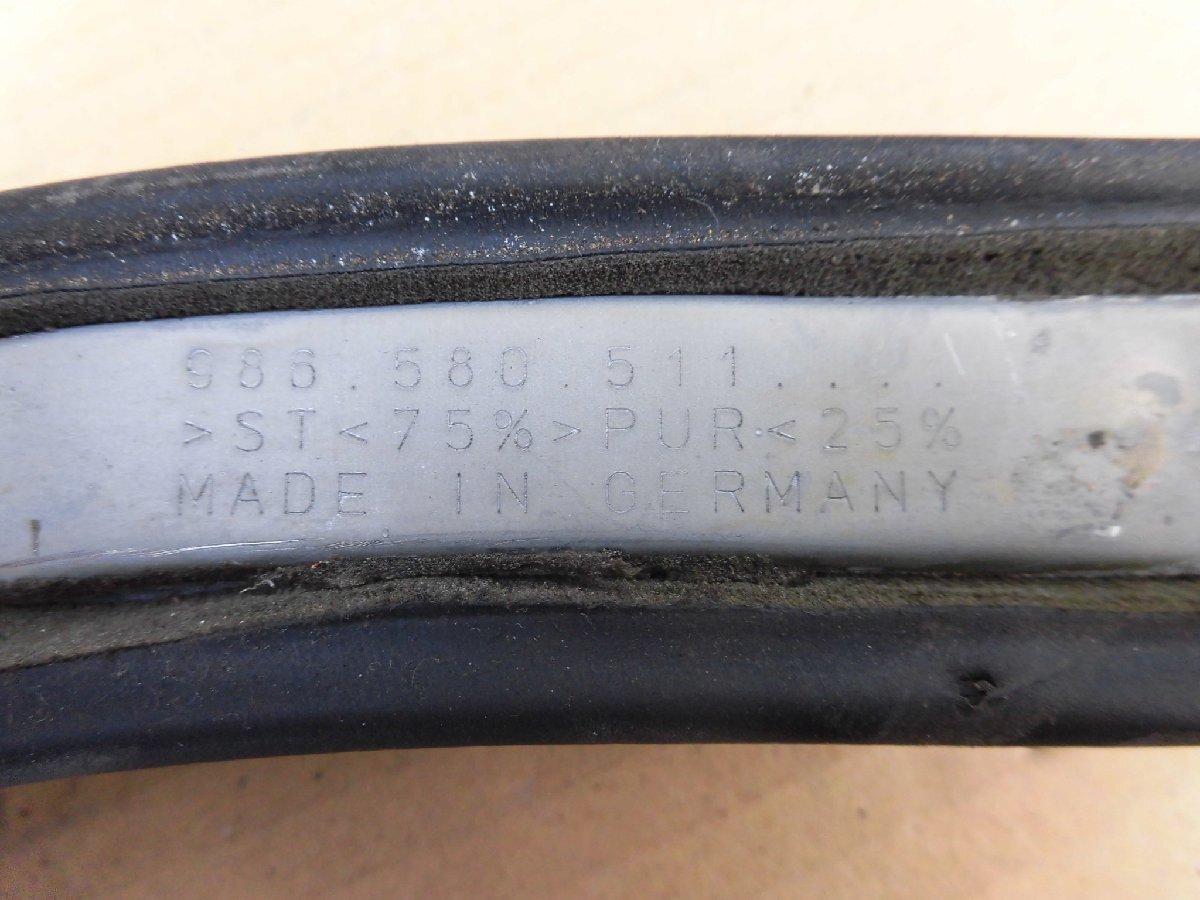 986.580.511....
>ST<75%>PUR<25%
MADE IN GERMANY